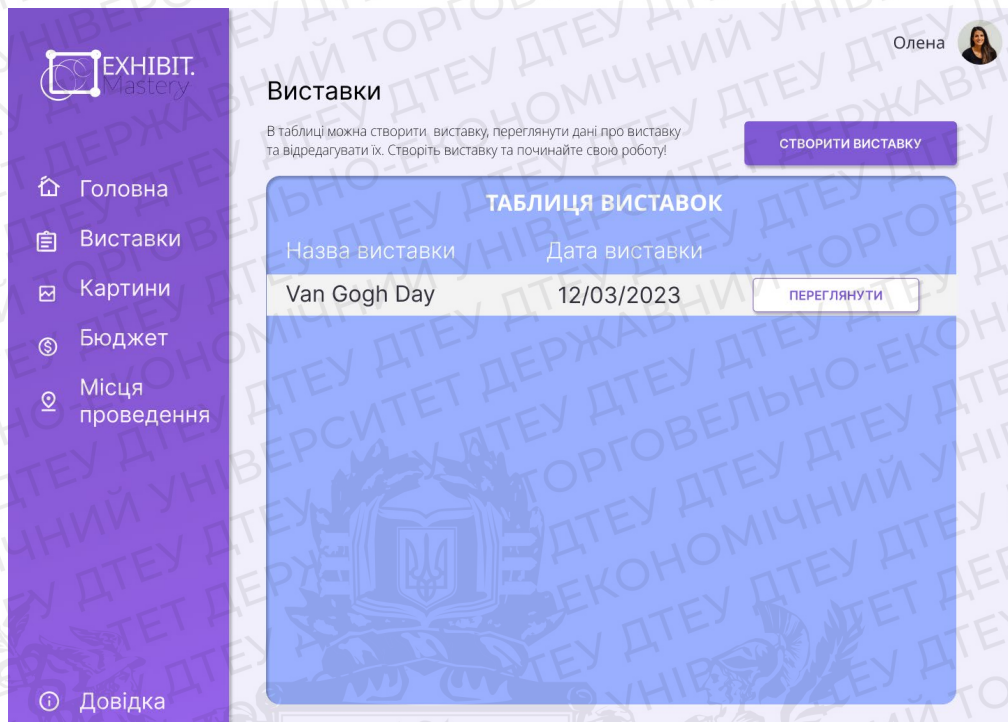 EXHIBIT.
Mastery
Олена
Виставки
В таблиці можна створити виставку, переглянути дані про виставку
та відредагувати їх. Створіть виставку та починайте свою роботу!
СТВОРИТИ ВИСТАВКУ
Головна
Виставки
Картини
Бюджет
Місця
проведення
Довідка
ТАБЛИЦЯ ВИСТАВОК
Назва виставки Дата виставки
Van Gogh Day 12/03/2023 ПЕРЕГЛЯНУТИ